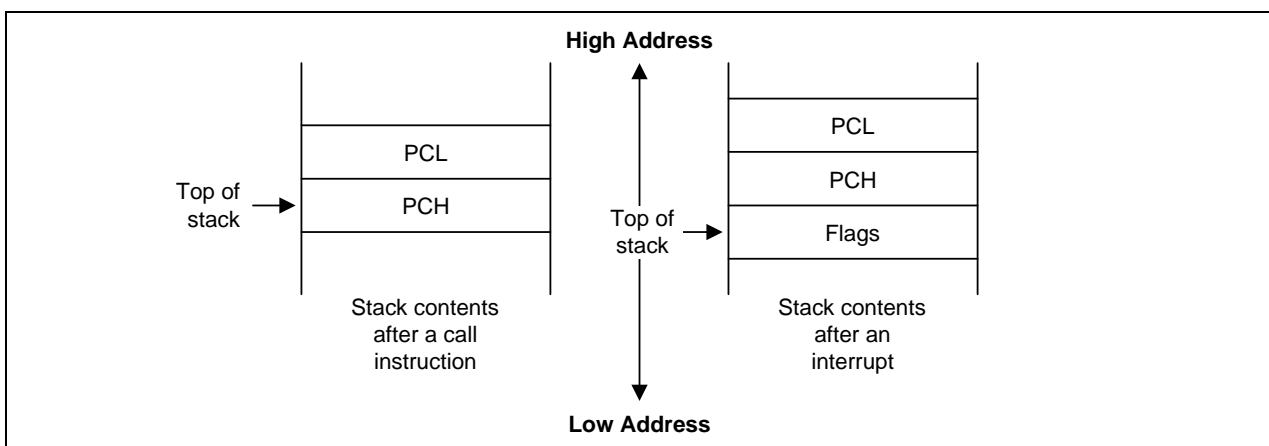 High Address
PCL
PCH
Top of
stack
Stack contents
after a call
instruction
PCL
PCH
Flags
Top of
stack
Stack contents
after an
interrupt
Low Address